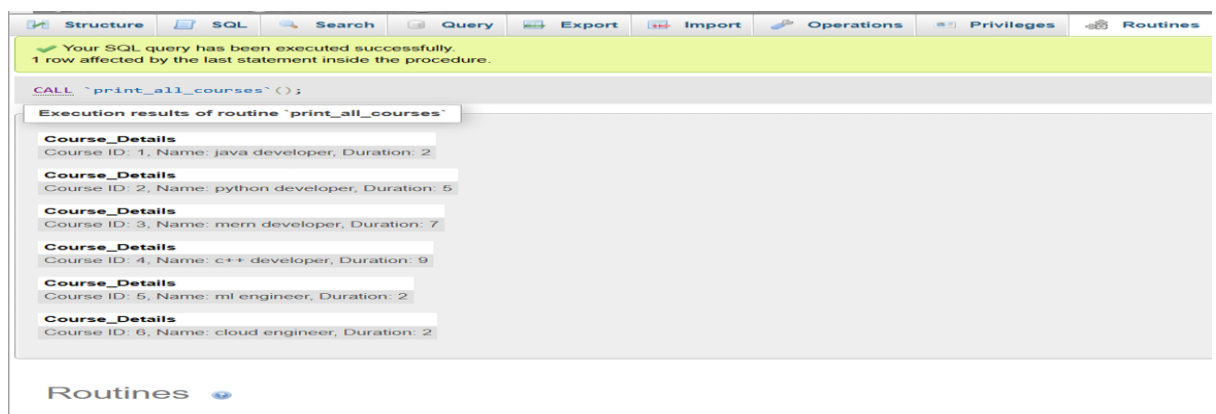 Structure SQL Search Query Export Import Operations Privileges Routines
Your SQL query has been executed successfully.
1 row affected by the last statement inside the procedure.
CALL `print_all_courses`();
Execution results of routine `print_all_courses`
Course_Details
Course ID: 1, Name: java developer, Duration: 2
Course_Details
Course ID: 2, Name: python developer, Duration: 5
Course_Details
Course ID: 3, Name: mern developer, Duration: 7
Course_Details
Course ID: 4, Name: c++ developer, Duration: 9
Course_Details
Course ID: 5, Name: ml engineer, Duration: 2
Course_Details
Course ID: 6, Name: cloud engineer, Duration: 2
Routines